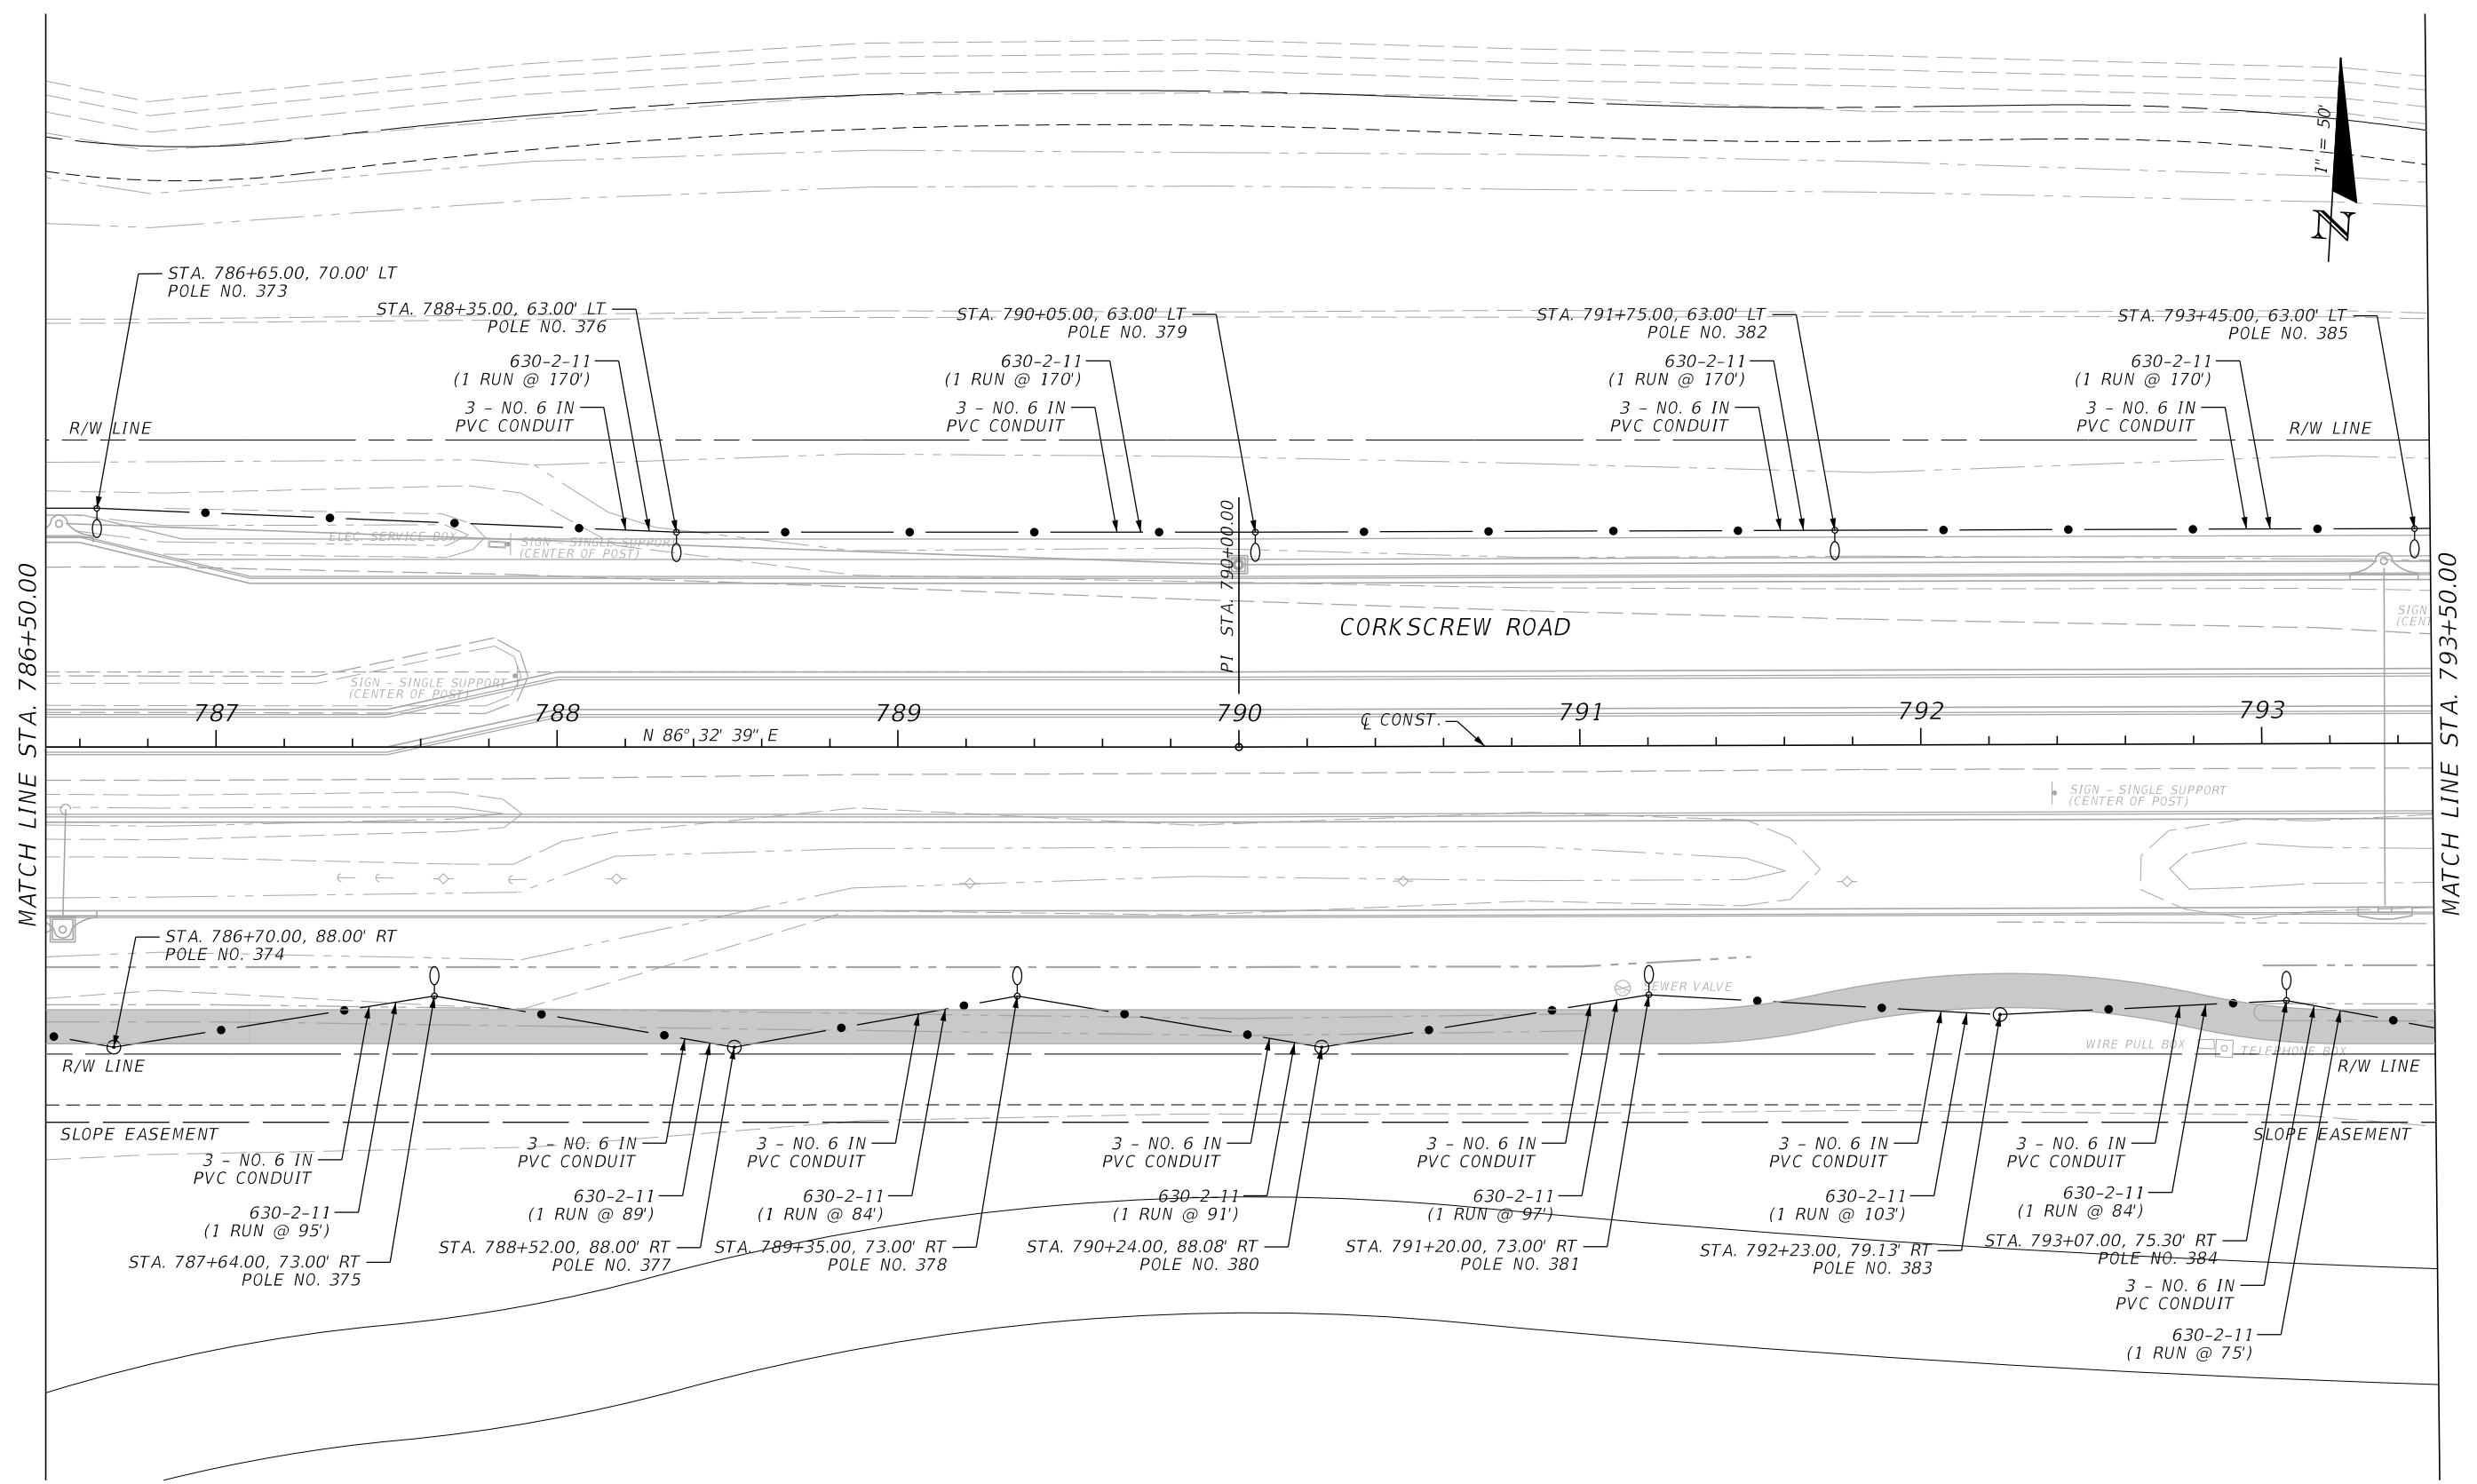 1" = 50'
N
STA. 786+65.00, 70.00' LT
POLE NO. 373
STA. 788+35.00, 63.00' LT
POLE NO. 376
STA. 790+05.00, 63.00' LT
POLE NO. 379
STA. 791+75.00, 63.00' LT
POLE NO. 382
STA. 793+45.00, 63.00' LT
POLE NO. 385
630-2-11
(1 RUN @ 170')
3 - NO. 6 IN
PVC CONDUIT
630-2-11
(1 RUN @ 170')
3 - NO. 6 IN
PVC CONDUIT
630-2-11
(1 RUN @ 170')
3 - NO. 6 IN
PVC CONDUIT
630-2-11
(1 RUN @ 170')
3 - NO. 6 IN
PVC CONDUIT
R/W LINE
R/W LINE
ELEC. SERVICE BOX
SIGN - SINGLE SUPPORT
(CENTER OF POST)
PI STA. 790+00.00
CORKSCREW ROAD
SIGN
(CENT
MATCH LINE STA. 786+50.00
MATCH LINE STA. 793+50.00
SIGN - SINGLE SUPPORT
(CENTER OF POST)
787
788
789
790
791
792
793
N 86° 32' 39" E
℄ CONST.
SIGN - SINGLE SUPPORT
(CENTER OF POST)
STA. 786+70.00, 88.00' RT
POLE NO. 374
SEWER VALVE
WIRE PULL BOX
TELEPHONE BOX
R/W LINE
R/W LINE
SLOPE EASEMENT
SLOPE EASEMENT
3 - NO. 6 IN
PVC CONDUIT
630-2-11
(1 RUN @ 95')
STA. 787+64.00, 73.00' RT
POLE NO. 375
3 - NO. 6 IN
PVC CONDUIT
630-2-11
(1 RUN @ 89')
STA. 788+52.00, 88.00' RT
POLE NO. 377
3 - NO. 6 IN
PVC CONDUIT
630-2-11
(1 RUN @ 84')
STA. 789+35.00, 73.00' RT
POLE NO. 378
3 - NO. 6 IN
PVC CONDUIT
630-2-11
(1 RUN @ 91')
STA. 790+24.00, 88.08' RT
POLE NO. 380
3 - NO. 6 IN
PVC CONDUIT
630-2-11
(1 RUN @ 97')
STA. 791+20.00, 73.00' RT
POLE NO. 381
3 - NO. 6 IN
PVC CONDUIT
630-2-11
(1 RUN @ 103')
STA. 792+23.00, 79.13' RT
POLE NO. 383
3 - NO. 6 IN
PVC CONDUIT
630-2-11
(1 RUN @ 84')
STA. 793+07.00, 75.30' RT
POLE NO. 384
3 - NO. 6 IN
PVC CONDUIT
630-2-11
(1 RUN @ 75')